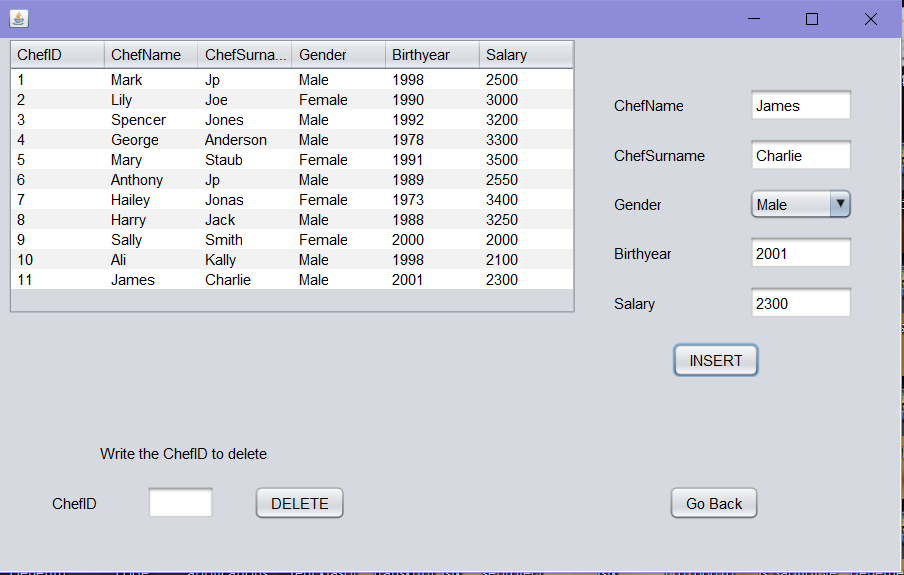 ChefID ChefName ChefSurna... Gender Birthyear Salary
1 Mark Jp Male 1998 2500
2 Lily Joe Female 1990 3000
3 Spencer Jones Male 1992 3200
4 George Anderson Male 1978 3300
5 Mary Staub Female 1991 3500
6 Anthony Jp Male 1989 2550
7 Hailey Jonas Female 1973 3400
8 Harry Jack Male 1988 3250
9 Sally Smith Female 2000 2000
10 Ali Kally Male 1998 2100
11 James Charlie Male 2001 2300
ChefName James
ChefSurname Charlie
Gender Male
Birthyear 2001
Salary 2300
INSERT
Write the ChefID to delete
ChefID DELETE
Go Back